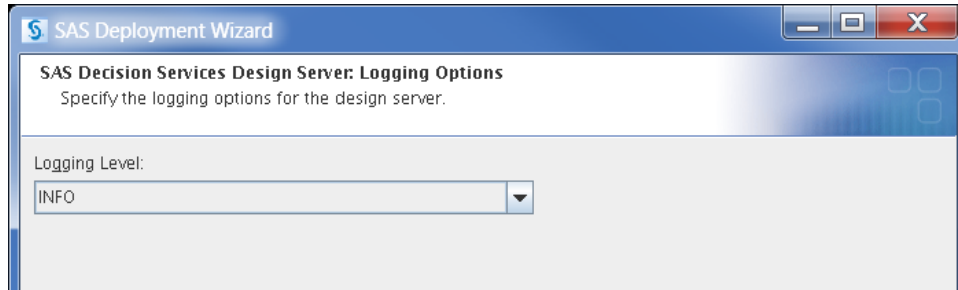 SAS Deployment Wizard
SAS Decision Services Design Server: Logging Options
Specify the logging options for the design server.
Logging Level:
INFO